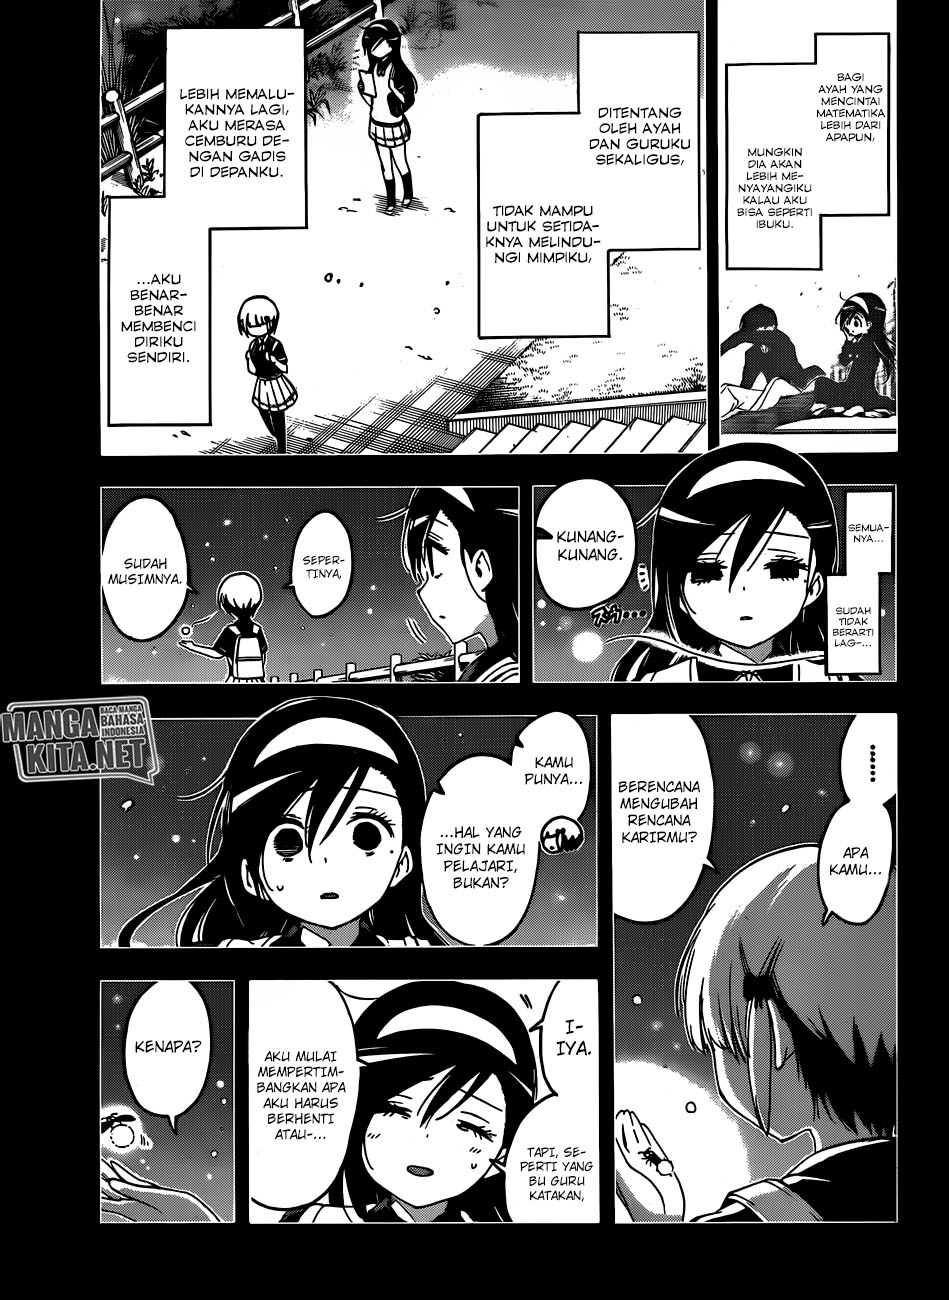 BAGI
AYAH YANG
MENCINTAI
MATEMATIKA
LEBIH DARI
APAPUN,
MUNGKIN
DIA AKAN
LEBIH ME-
NYAYANGIKU
KALAU AKU
BISA SEPERTI
IBUKU.
DITENTANG
OLEH AYAH
DAN GURUKU
SEKALIGUS,
TIDAK MAMPU
UNTUK SETIDA-
KNYA MELINDU-
NGI MIMPIKU,
LEBIH MEMALU-
KANNYA LAGI,
AKU MERASA
CEMBURU DE-
NGAN GADIS
DI DEPANKU.
...AKU
BENAR-
BENAR
MEMBENCI
DIRIKU
SENDIRI.
SEMUA-
NYA...
SUDAH
TIDAK
BERARTI
LAG-...
KUNANG-
KUNANG.
SEPER-
TINYA,
SUDAH
MUSIMNYA.
........
APA
KAMU...
BERENCANA
MENGUBAH
RENCANA
KARIRMU?
KAMU
PUNYA...
...HAL YANG
INGIN KAMU
PELAJARI,
BUKAN?
MANGA
KITA.NET
BACA MANGA
BAHASA
INDONESIA
I-
IYA.
TAPI, SE-
PERTI YANG
BU GURU
KATAKAN,
AKU MULAI
MEMPERTIM-
BANGKAN APA
AKU HARUS
BERHENTI
ATAU-...
KENAPA?